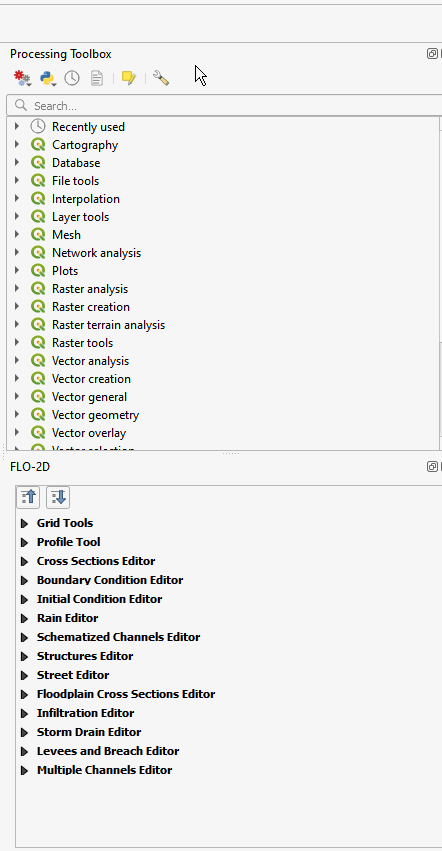 Processing Toolbox
Search...
Recently used
Cartography
Database
File tools
Interpolation
Layer tools
Mesh
Network analysis
Plots
Raster analysis
Raster creation
Raster terrain analysis
Raster tools
Vector analysis
Vector creation
Vector general
Vector geometry
Vector overlay
Vector selection
FLO-2D
Grid Tools
Profile Tool
Cross Sections Editor
Boundary Condition Editor
Initial Condition Editor
Rain Editor
Schematized Channels Editor
Structures Editor
Street Editor
Floodplain Cross Sections Editor
Infiltration Editor
Storm Drain Editor
Levees and Breach Editor
Multiple Channels Editor